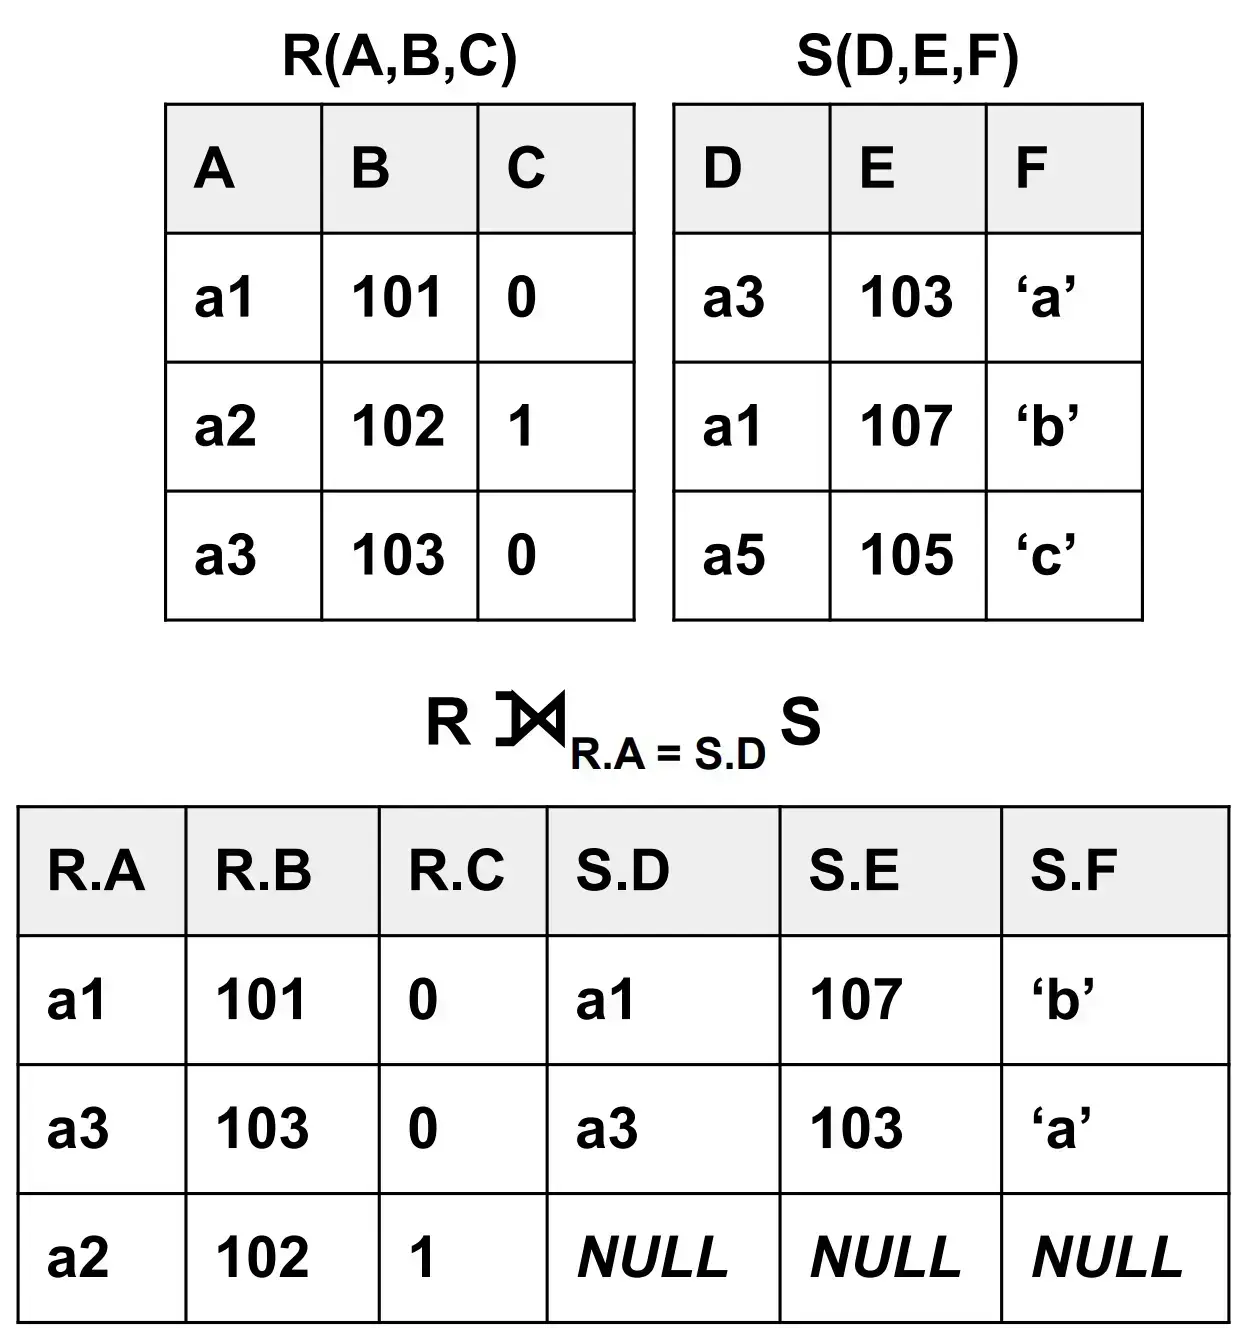 R(A,B,C) S(D,E,F)
A B C D E F
a1 101 0 a3 103 ‘a’
a2 102 1 a1 107 ‘b’
a3 103 0 a5 105 ‘c’
R ⟕ R.A = S.D S
R.A R.B R.C S.D S.E S.F
a1 101 0 a1 107 ‘b’
a3 103 0 a3 103 ‘a’
a2 102 1 NULL NULL NULL